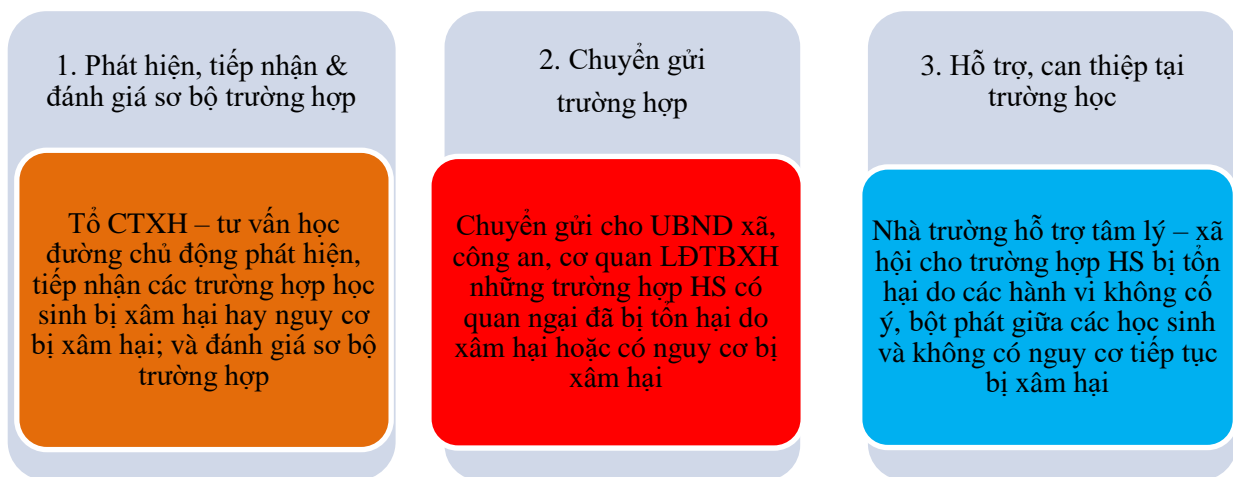 1. Phát hiện, tiếp nhận &
đánh giá sơ bộ trường hợp
Tổ CTXH – tư vấn học
đường chủ động phát hiện,
tiếp nhận các trường hợp học
sinh bị xâm hại hay nguy cơ
bị xâm hại; và đánh giá sơ bộ
trường hợp
2. Chuyển gửi
trường hợp
Chuyển gửi cho UBND xã,
công an, cơ quan LĐTBXH
những trường hợp HS có
quan ngại đã bị tổn hại do
xâm hại hoặc có nguy cơ bị
xâm hại
3. Hỗ trợ, can thiệp tại
trường học
Nhà trường hỗ trợ tâm lý – xã
hội cho trường hợp HS bị tổn
hại do các hành vi không cố
ý, bột phát giữa các học sinh
và không có nguy cơ tiếp tục
bị xâm hại